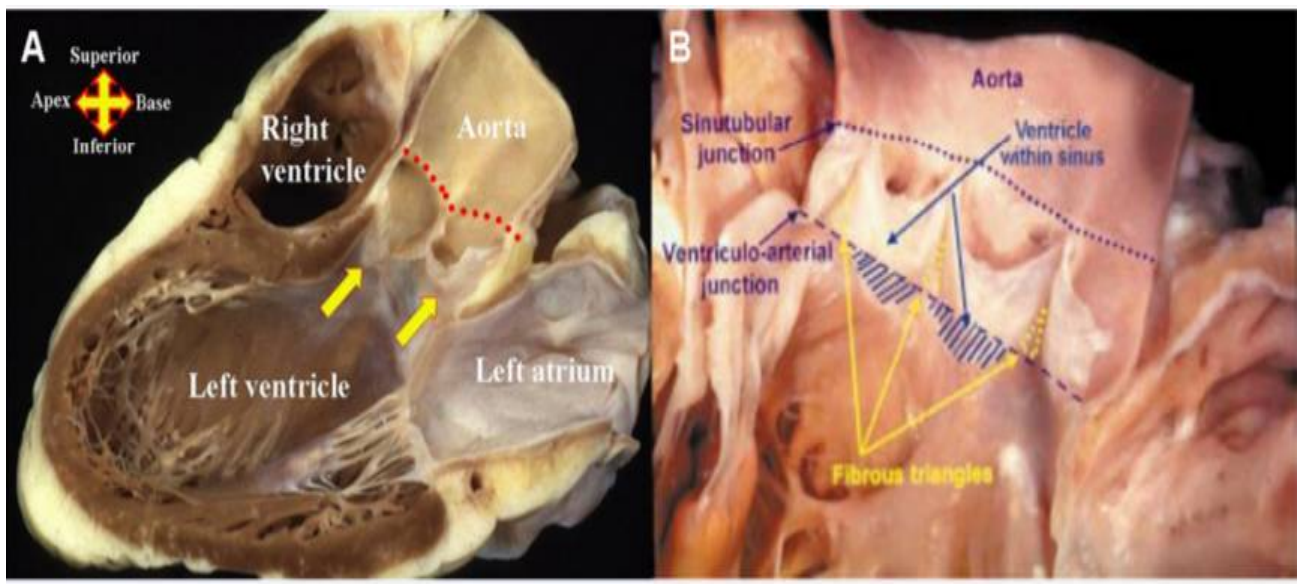 A
Superior
Apex
Base
Inferior
Right
ventricle
Aorta
Left ventricle
Left atrium
B
Aorta
Sinutubular
junction
Ventricle
within sinus
Ventriculo-arterial
junction
Fibrous triangles